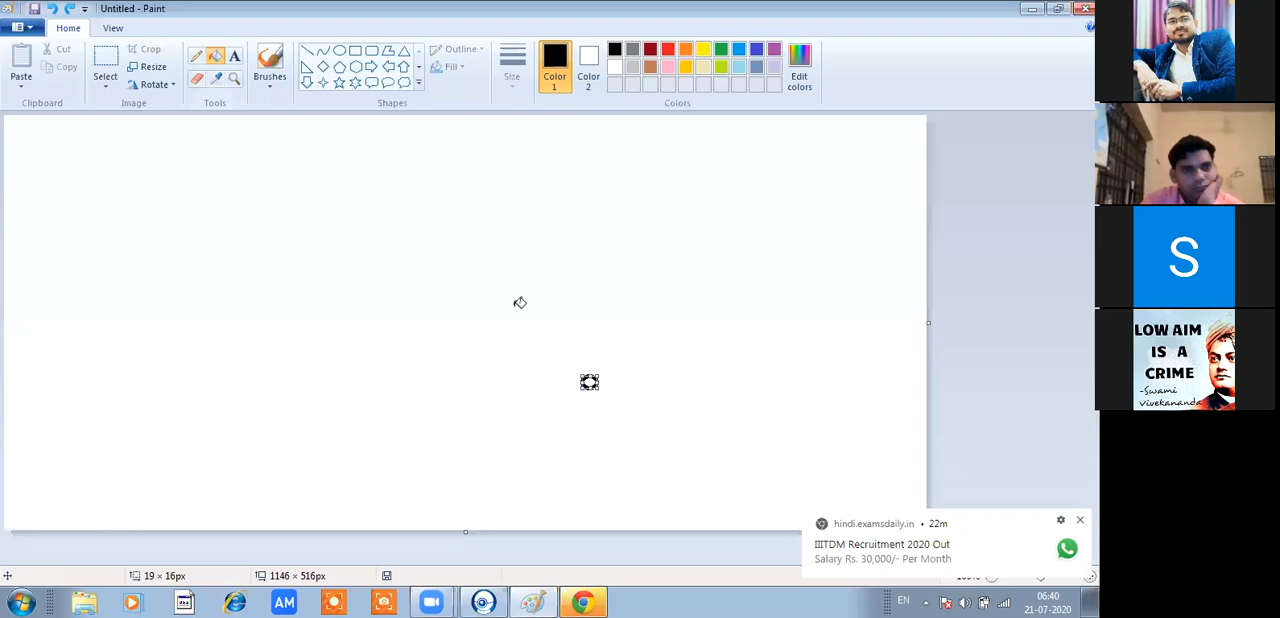 Untitled - Paint
Home
View
Paste
Cut
Copy
Clipboard
Select
Crop
Resize
Rotate
Image
A
Tools
Brushes
Shapes
Outline
Fill
Size
Color
1
Color
2
Edit
colors
Colors
S
LOW AIM
IS A
CRIME
-Swami
Vivekananda
hindi.examsdaily.in • 22m
IIITDM Recruitment 2020 Out
Salary Rs. 30,000/- Per Month
19 × 16px
1146 × 516px
AM
EN
06:40
21-07-2020